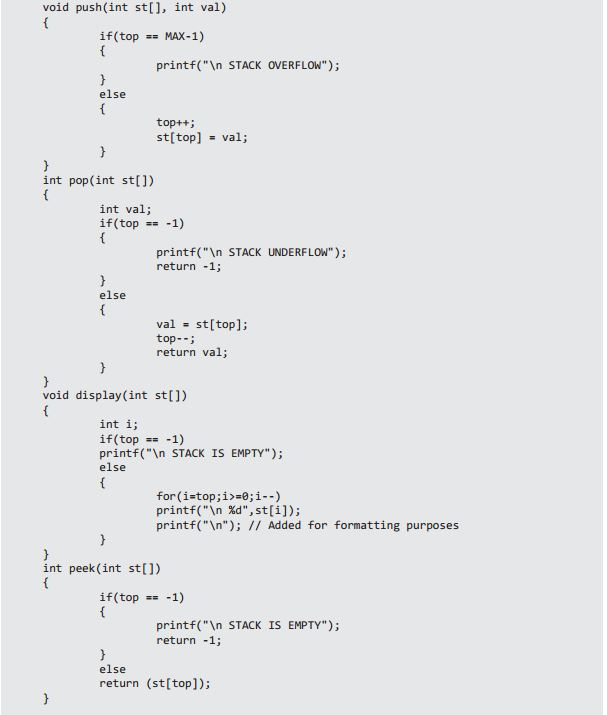 void push(int st[], int val)
{
if(top == MAX-1)
{
printf("\n STACK OVERFLOW");
}
else
{
top++;
st[top] = val;
}
}
int pop(int st[])
{
int val;
if(top == -1)
{
printf("\n STACK UNDERFLOW");
return -1;
}
else
{
val = st[top];
top--;
return val;
}
}
void display(int st[])
{
int i;
if(top == -1)
printf("\n STACK IS EMPTY");
else
{
for(i=top;i>=0;i--)
printf("\n %d",st[i]);
printf("\n"); // Added for formatting purposes
}
}
int peek(int st[])
{
if(top == -1)
{
printf("\n STACK IS EMPTY");
return -1;
}
else
return (st[top]);
}